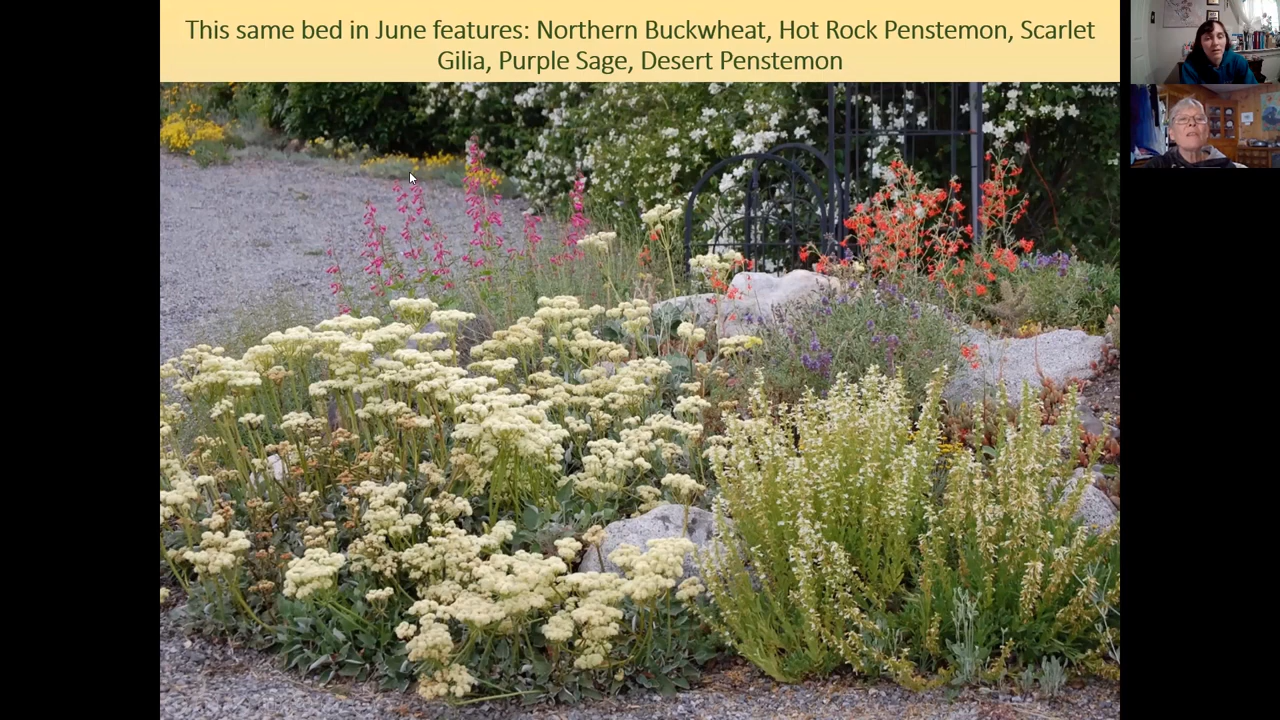 This same bed in June features: Northern Buckwheat, Hot Rock Penstemon, Scarlet
Gilia, Purple Sage, Desert Penstemon